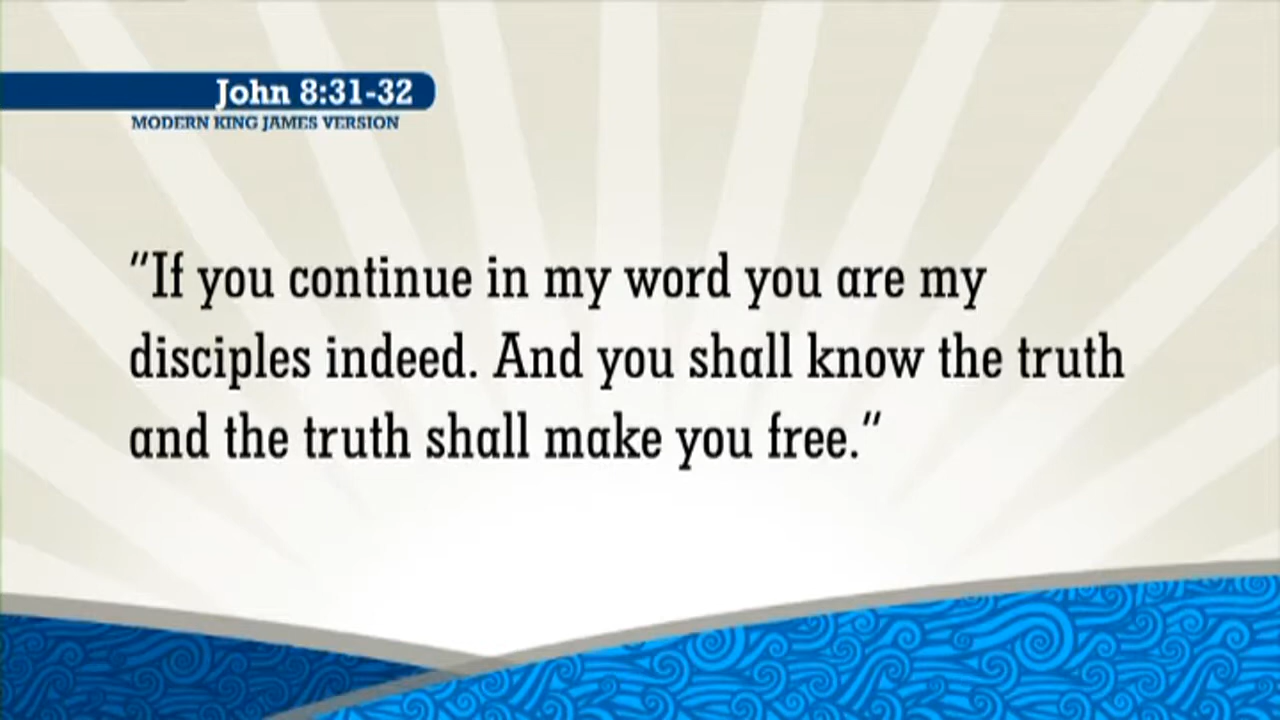 John 8:31-32
MODERN KING JAMES VERSION
"If you continue in my word you are my
disciples indeed. And you shall know the truth
and the truth shall make you free."